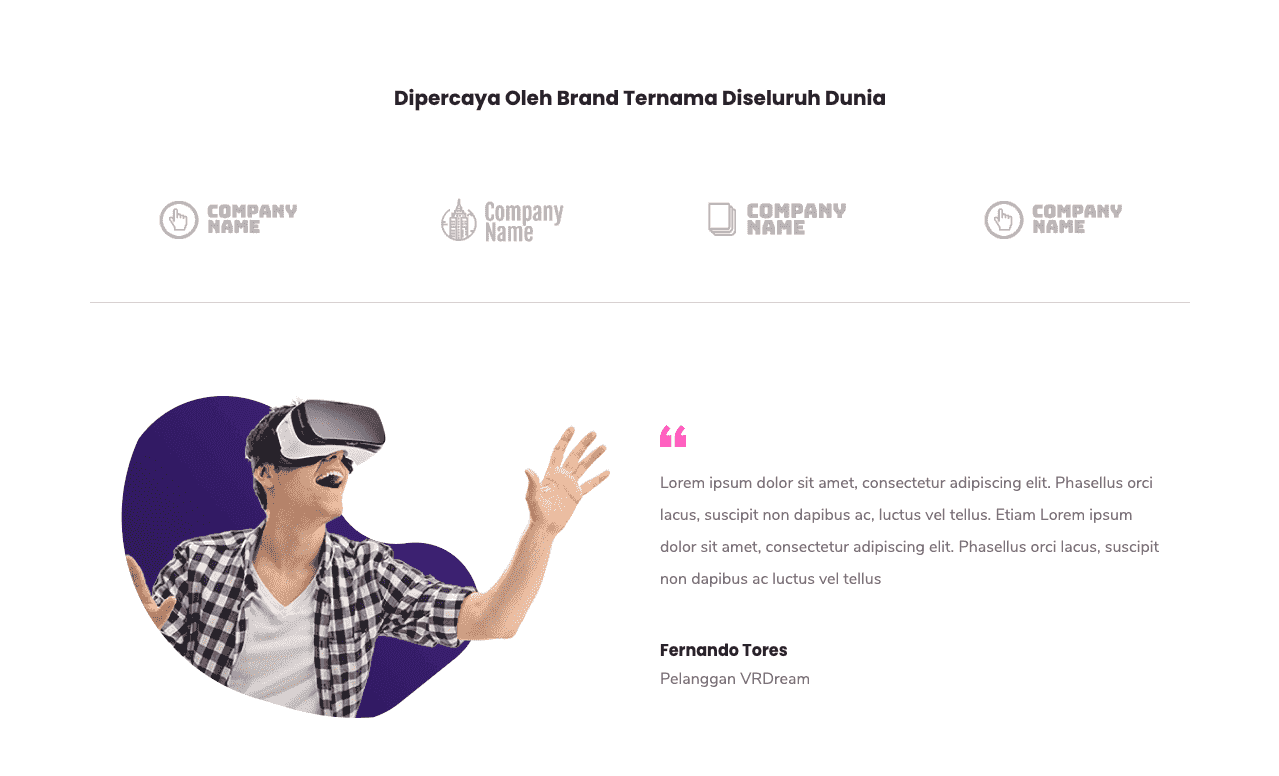 Dipercaya Oleh Brand Ternama Diseluruh Dunia
COMPANY
NAME
Company
Name
COMPANY
NAME
COMPANY
NAME
Lorem ipsum dolor sit amet, consectetur adipiscing elit. Phasellus orci
lacus, suscipit non dapibus ac, luctus vel tellus. Etiam Lorem ipsum
dolor sit amet, consectetur adipiscing elit. Phasellus orci lacus, suscipit
non dapibus ac luctus vel tellus
Fernando Tores
Pelanggan VRDream